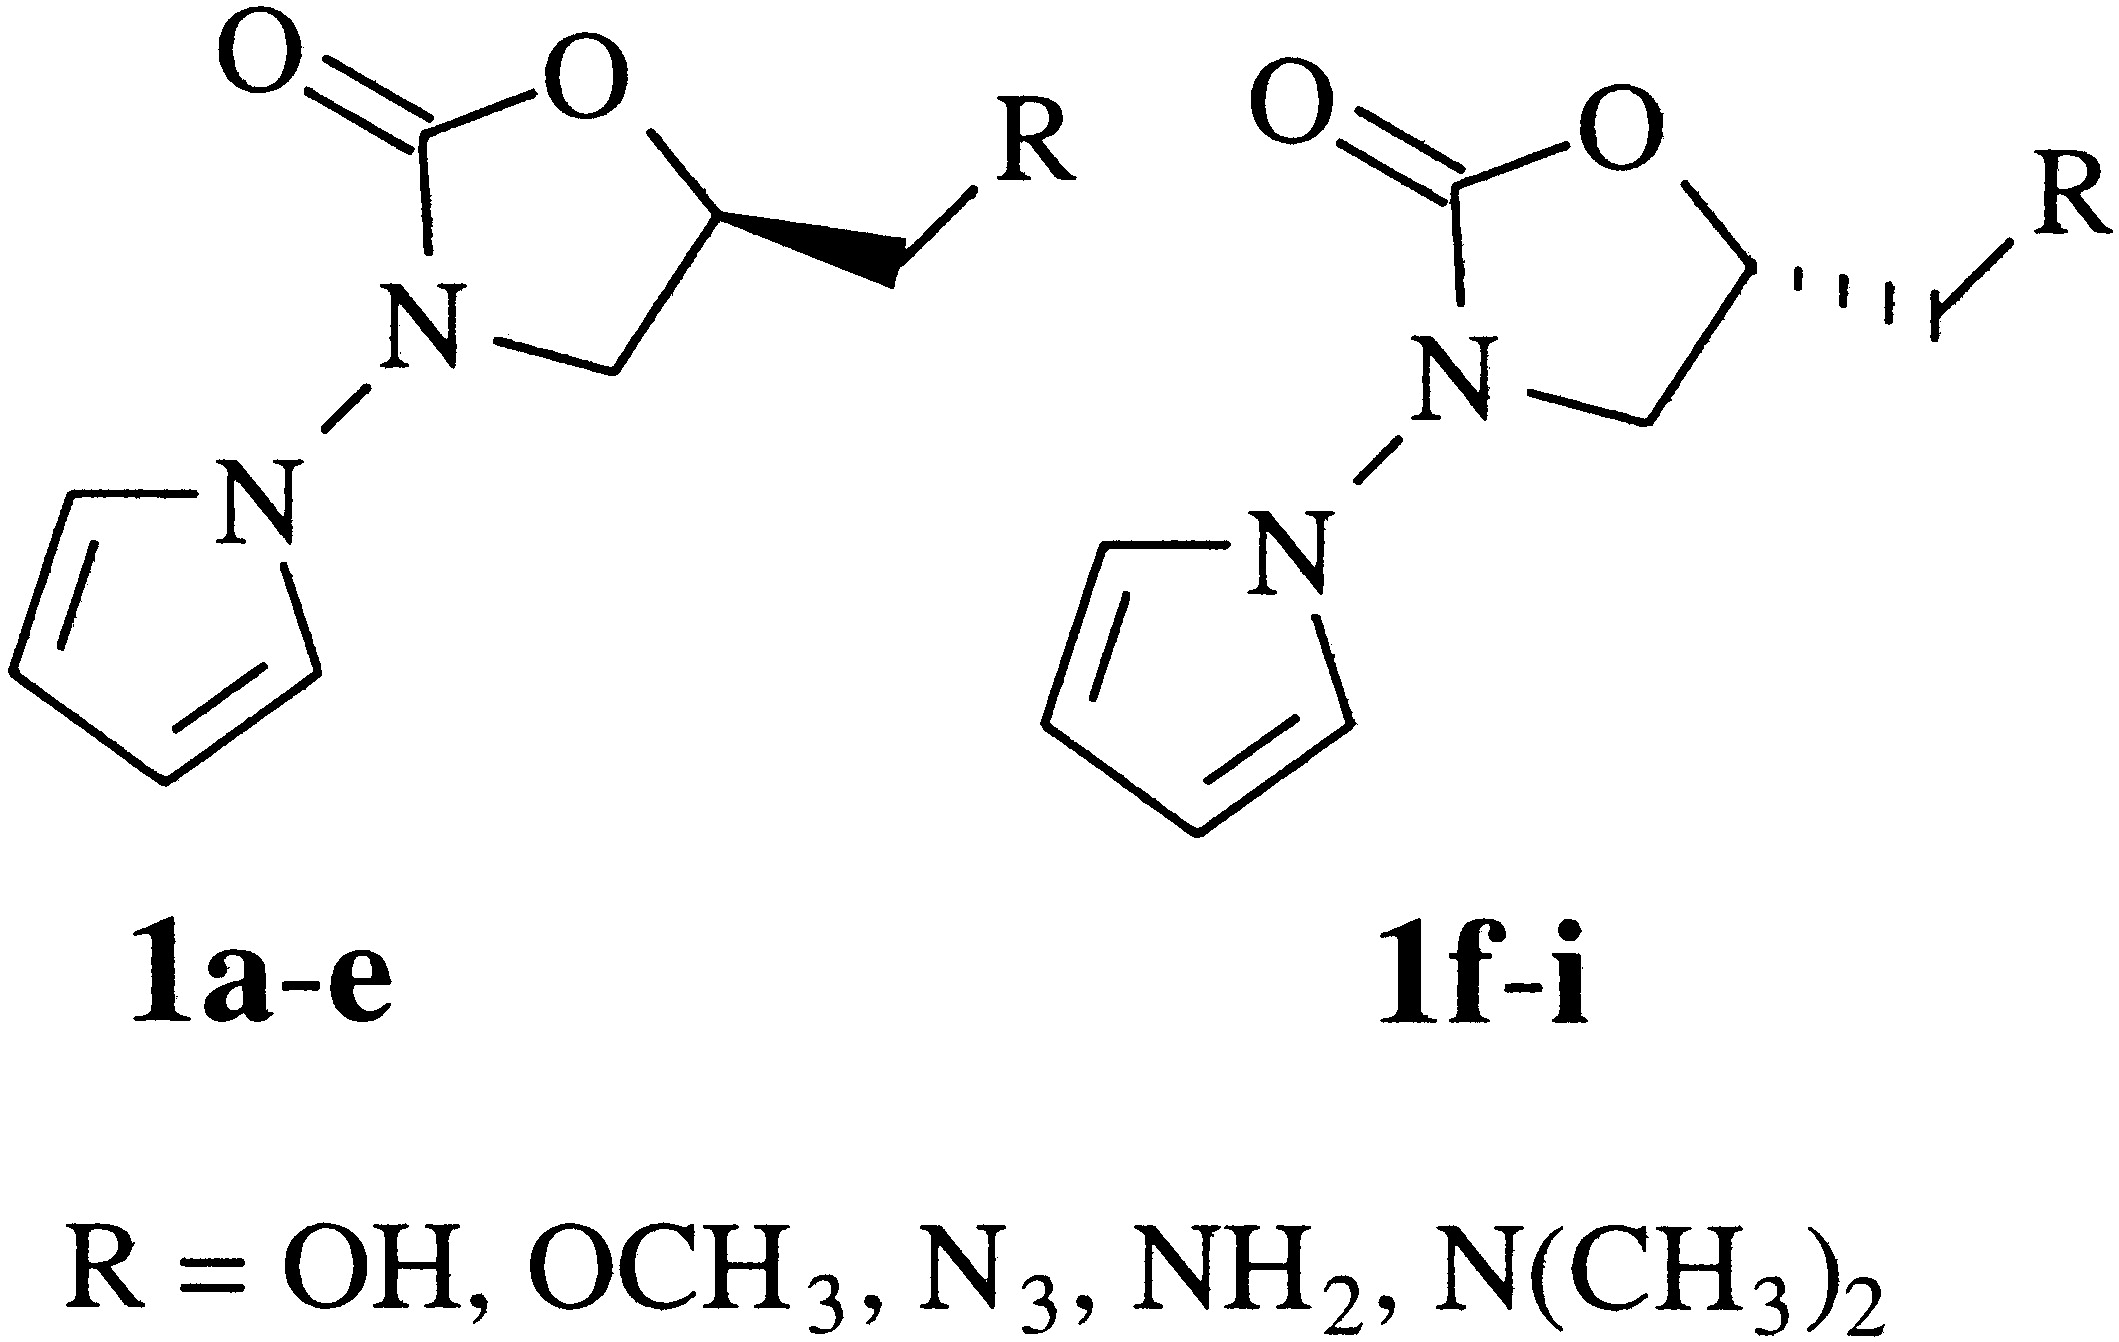 O O R
N
N
O O R
N
N
1a-e 1f-i
R = OH, OCH₃, N₃, NH₂, N(CH₃)₂